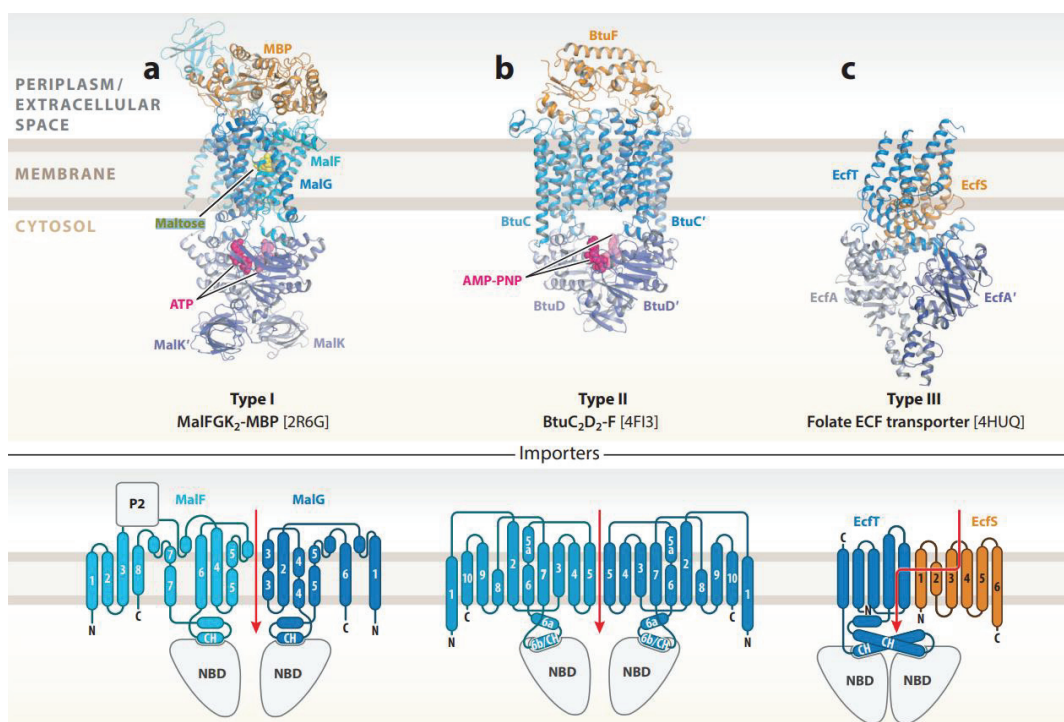 a
MBP
b
BtuF
c
PERIPLASM/
EXTRACELLULAR
SPACE
MEMBRANE
CYTOSOL
MalF
MalG
Maltose
ATP
MalK'
MalK
BtuC
BtuC'
AMP-PNP
BtuD
BtuD'
EcfT
EcfS
EcfA
EcfA'
Type I
MalFGK2-MBP [2R6G]
Type II
BtuC2D2-F [4FI3]
Type III
Folate ECF transporter [4HUQ]
Importers
P2
MalF
MalG
1 2 3 8 7 7 6 4 5 5
N
C
CH
NBD
3 3 2 4 4 5 5 6 1
C
N
CH
NBD
1 10 9 8 2 5a 6 7 3 4 5
N
C
6a
6b/CH
NBD
5 4 3 7 5a 6 2 8 9 10 1
C
N
6a
6b/CH
NBD
EcfT
EcfS
C
N
1 2 3 4 5 6
N
C
CH
CH
NBD
NBD